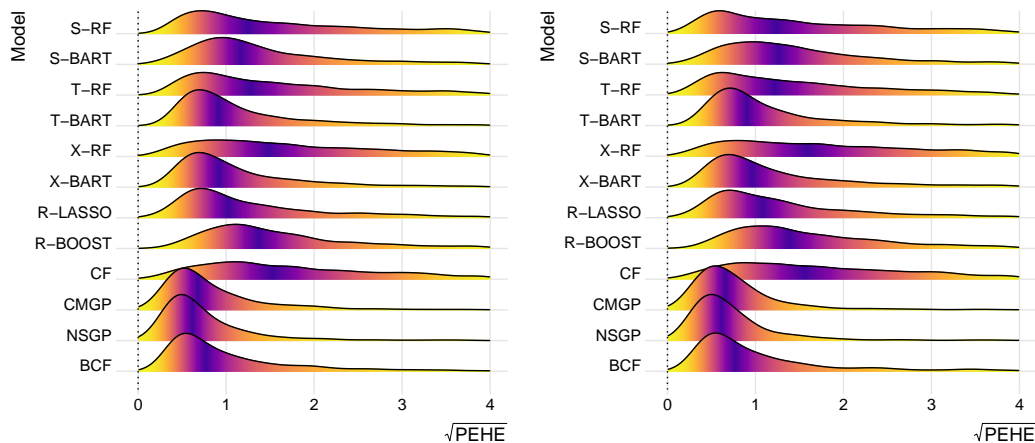 Model
S−RF
S−BART
T−RF
T−BART
X−RF
X−BART
R−LASSO
R−BOOST
CF
CMGP
NSGP
BCF
0 1 2 3 4
√PEHE
Model
S−RF
S−BART
T−RF
T−BART
X−RF
X−BART
R−LASSO
R−BOOST
CF
CMGP
NSGP
BCF
0 1 2 3 4
√PEHE